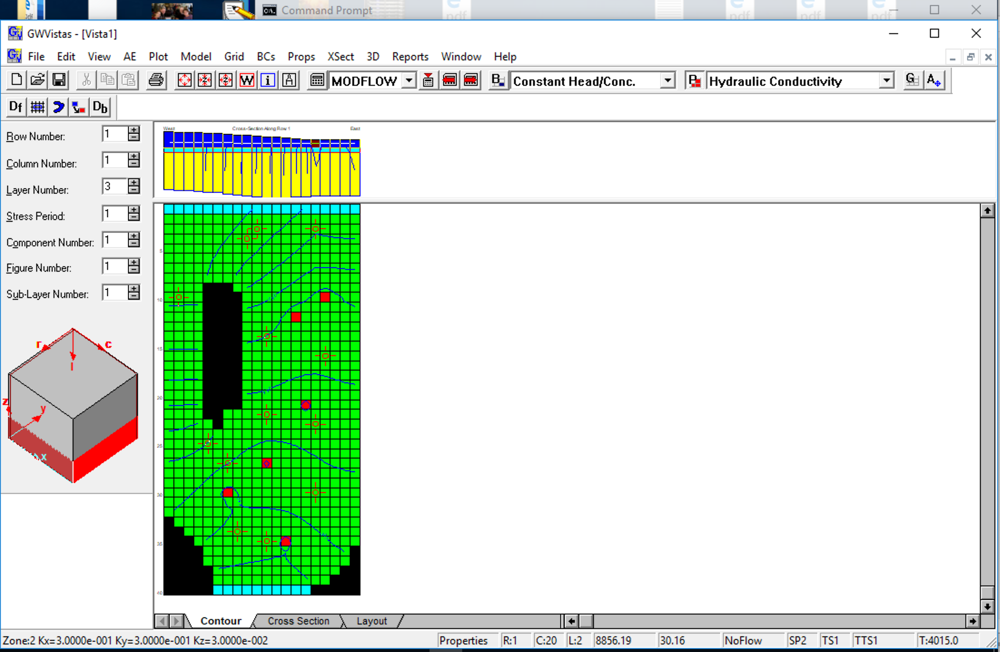 Command Prompt
pdf pdf pdf pdf pdf
GWVistas - [Vista1]
File Edit View AE Plot Model Grid BCs Props XSect 3D Reports Window Help
W i A MODFLOW B Constant Head/Conc. P Hydraulic Conductivity G A
Df Db
Row Number: 1
Column Number: 1
Layer Number: 3
Stress Period: 1
Component Number: 1
Figure Number: 1
Sub-Layer Number: 1
r c l z y x
West Cross-Section Along Row 1 East
5
10
15
20
25
30
35
40
Contour Cross Section Layout
Zone:2 Kx=3.0000e-001 Ky=3.0000e-001 Kz=3.0000e-002 Properties R:1 C:20 L:2 8856.19 30.16 NoFlow SP2 TS1 TTS1 T:4015.0